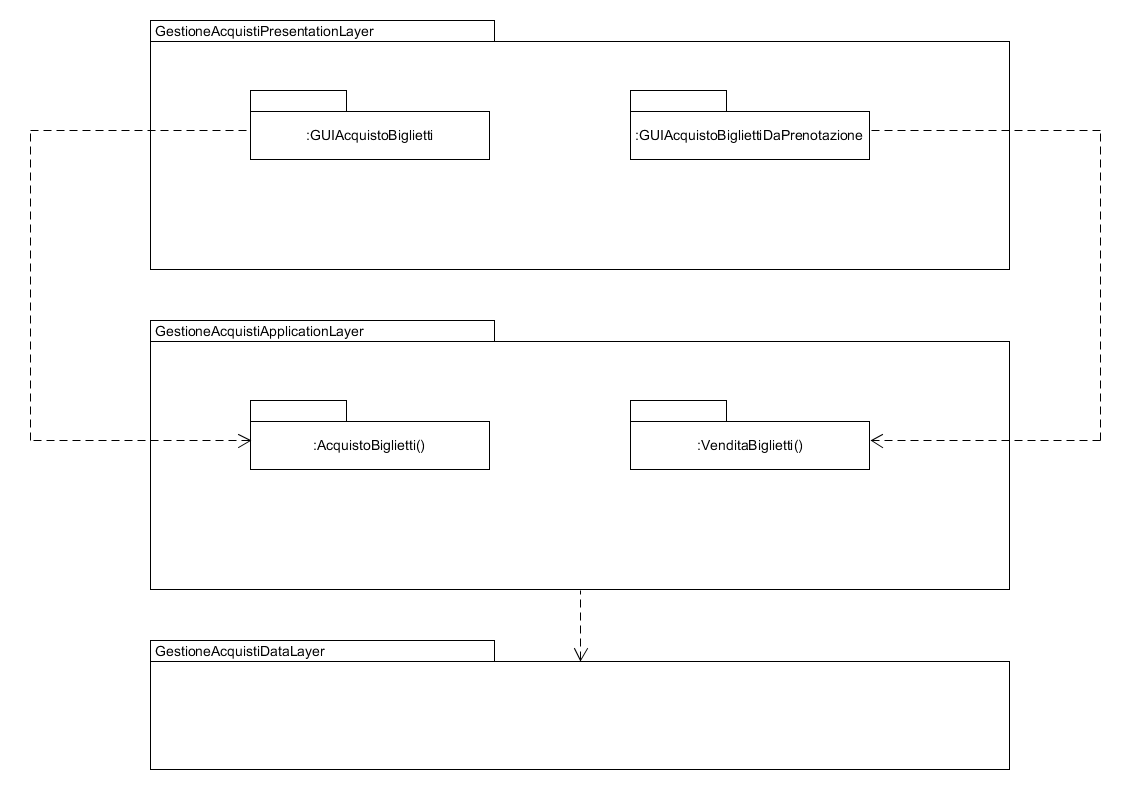 GestioneAcquistiPresentationLayer
:GUIAcquistoBiglietti
:GUIAcquistoBigliettiDaPrenotazione
GestioneAcquistiApplicationLayer
:AcquistoBiglietti()
:VenditaBiglietti()
GestioneAcquistiDataLayer